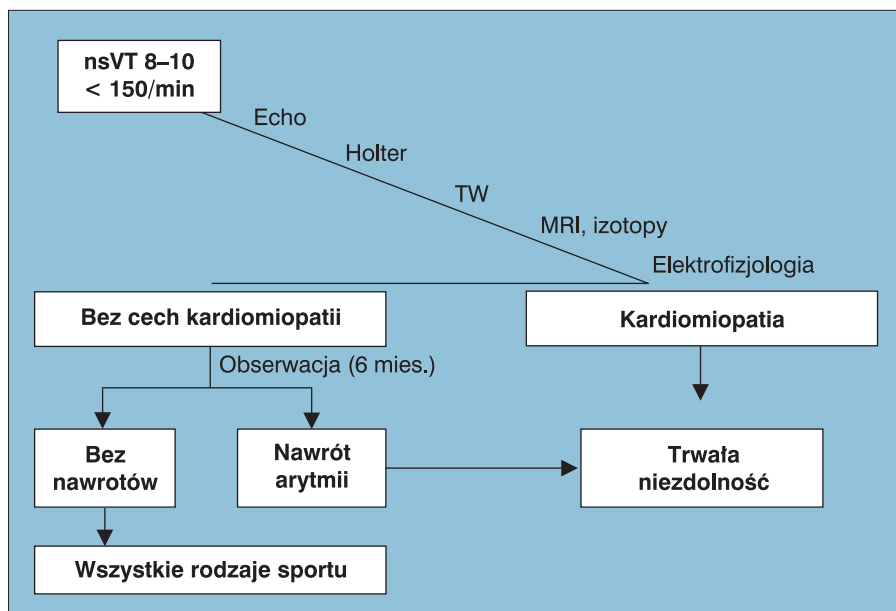 nsVT 8–10
< 150/min
Echo
Holter
TW
MRI, izotopy
Elektrofizjologia
Bez cech kardiomiopatii
Kardiomiopatia
Obserwacja (6 mies.)
Bez
nawrotów
Nawrót
arytmii
Trwała
niezdolność
Wszystkie rodzaje sportu